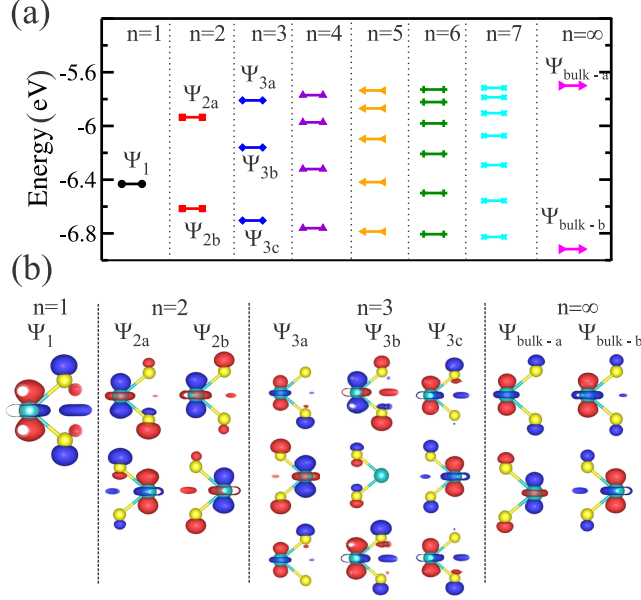 (a)
n=1 n=2 n=3 n=4 n=5 n=6 n=7 n=∞
Energy (eV)
-5.6
-6
-6.4
-6.8
Ψ1
Ψ2a
Ψ2b
Ψ3a
Ψ3b
Ψ3c
Ψbulk - a
Ψbulk - b
(b)
n=1 n=2 n=3 n=∞
Ψ1 Ψ2a Ψ2b Ψ3a Ψ3b Ψ3c Ψbulk - a Ψbulk - b